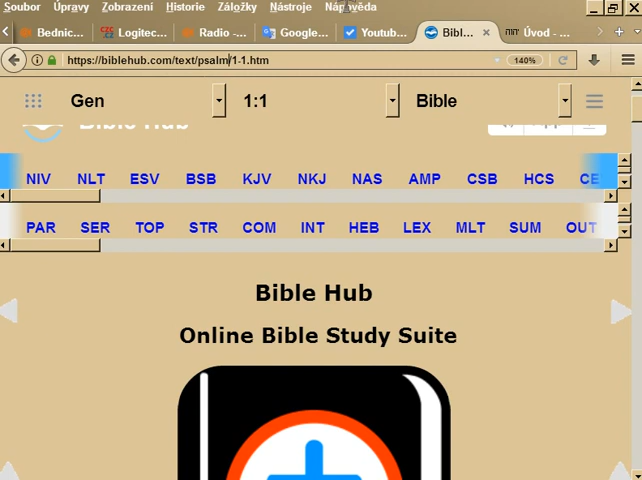 Soubor Úpravy Zobrazení Historie Záložky Nástroje Nápověda
Bednic... Logitec... Radio -... Google... Youtub... Bibl... Úvod -...
https://biblehub.com/text/psalm/1-1.htm 140%
Gen 1:1 Bible
Bible Hub
NIV NLT ESV BSB KJV NKJ NAS AMP CSB HCS CE
PAR SER TOP STR COM INT HEB LEX MLT SUM OUT
Bible Hub
Online Bible Study Suite